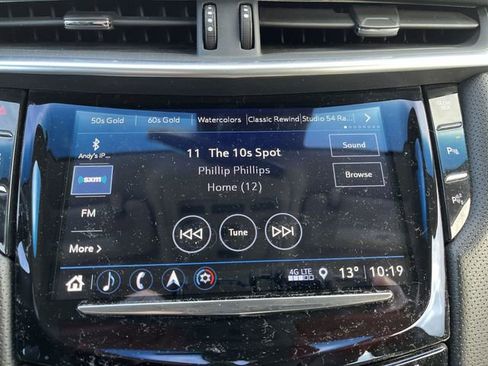 50s Gold 60s Gold Watercolors Classic Rewind Studio 54 Ra...
Andy's iP...
11 The 10s Spot
Sound
Phillip Phillips
sxm
Browse
Home (12)
FM
Tune
More >
4G LTE 13° 10:19